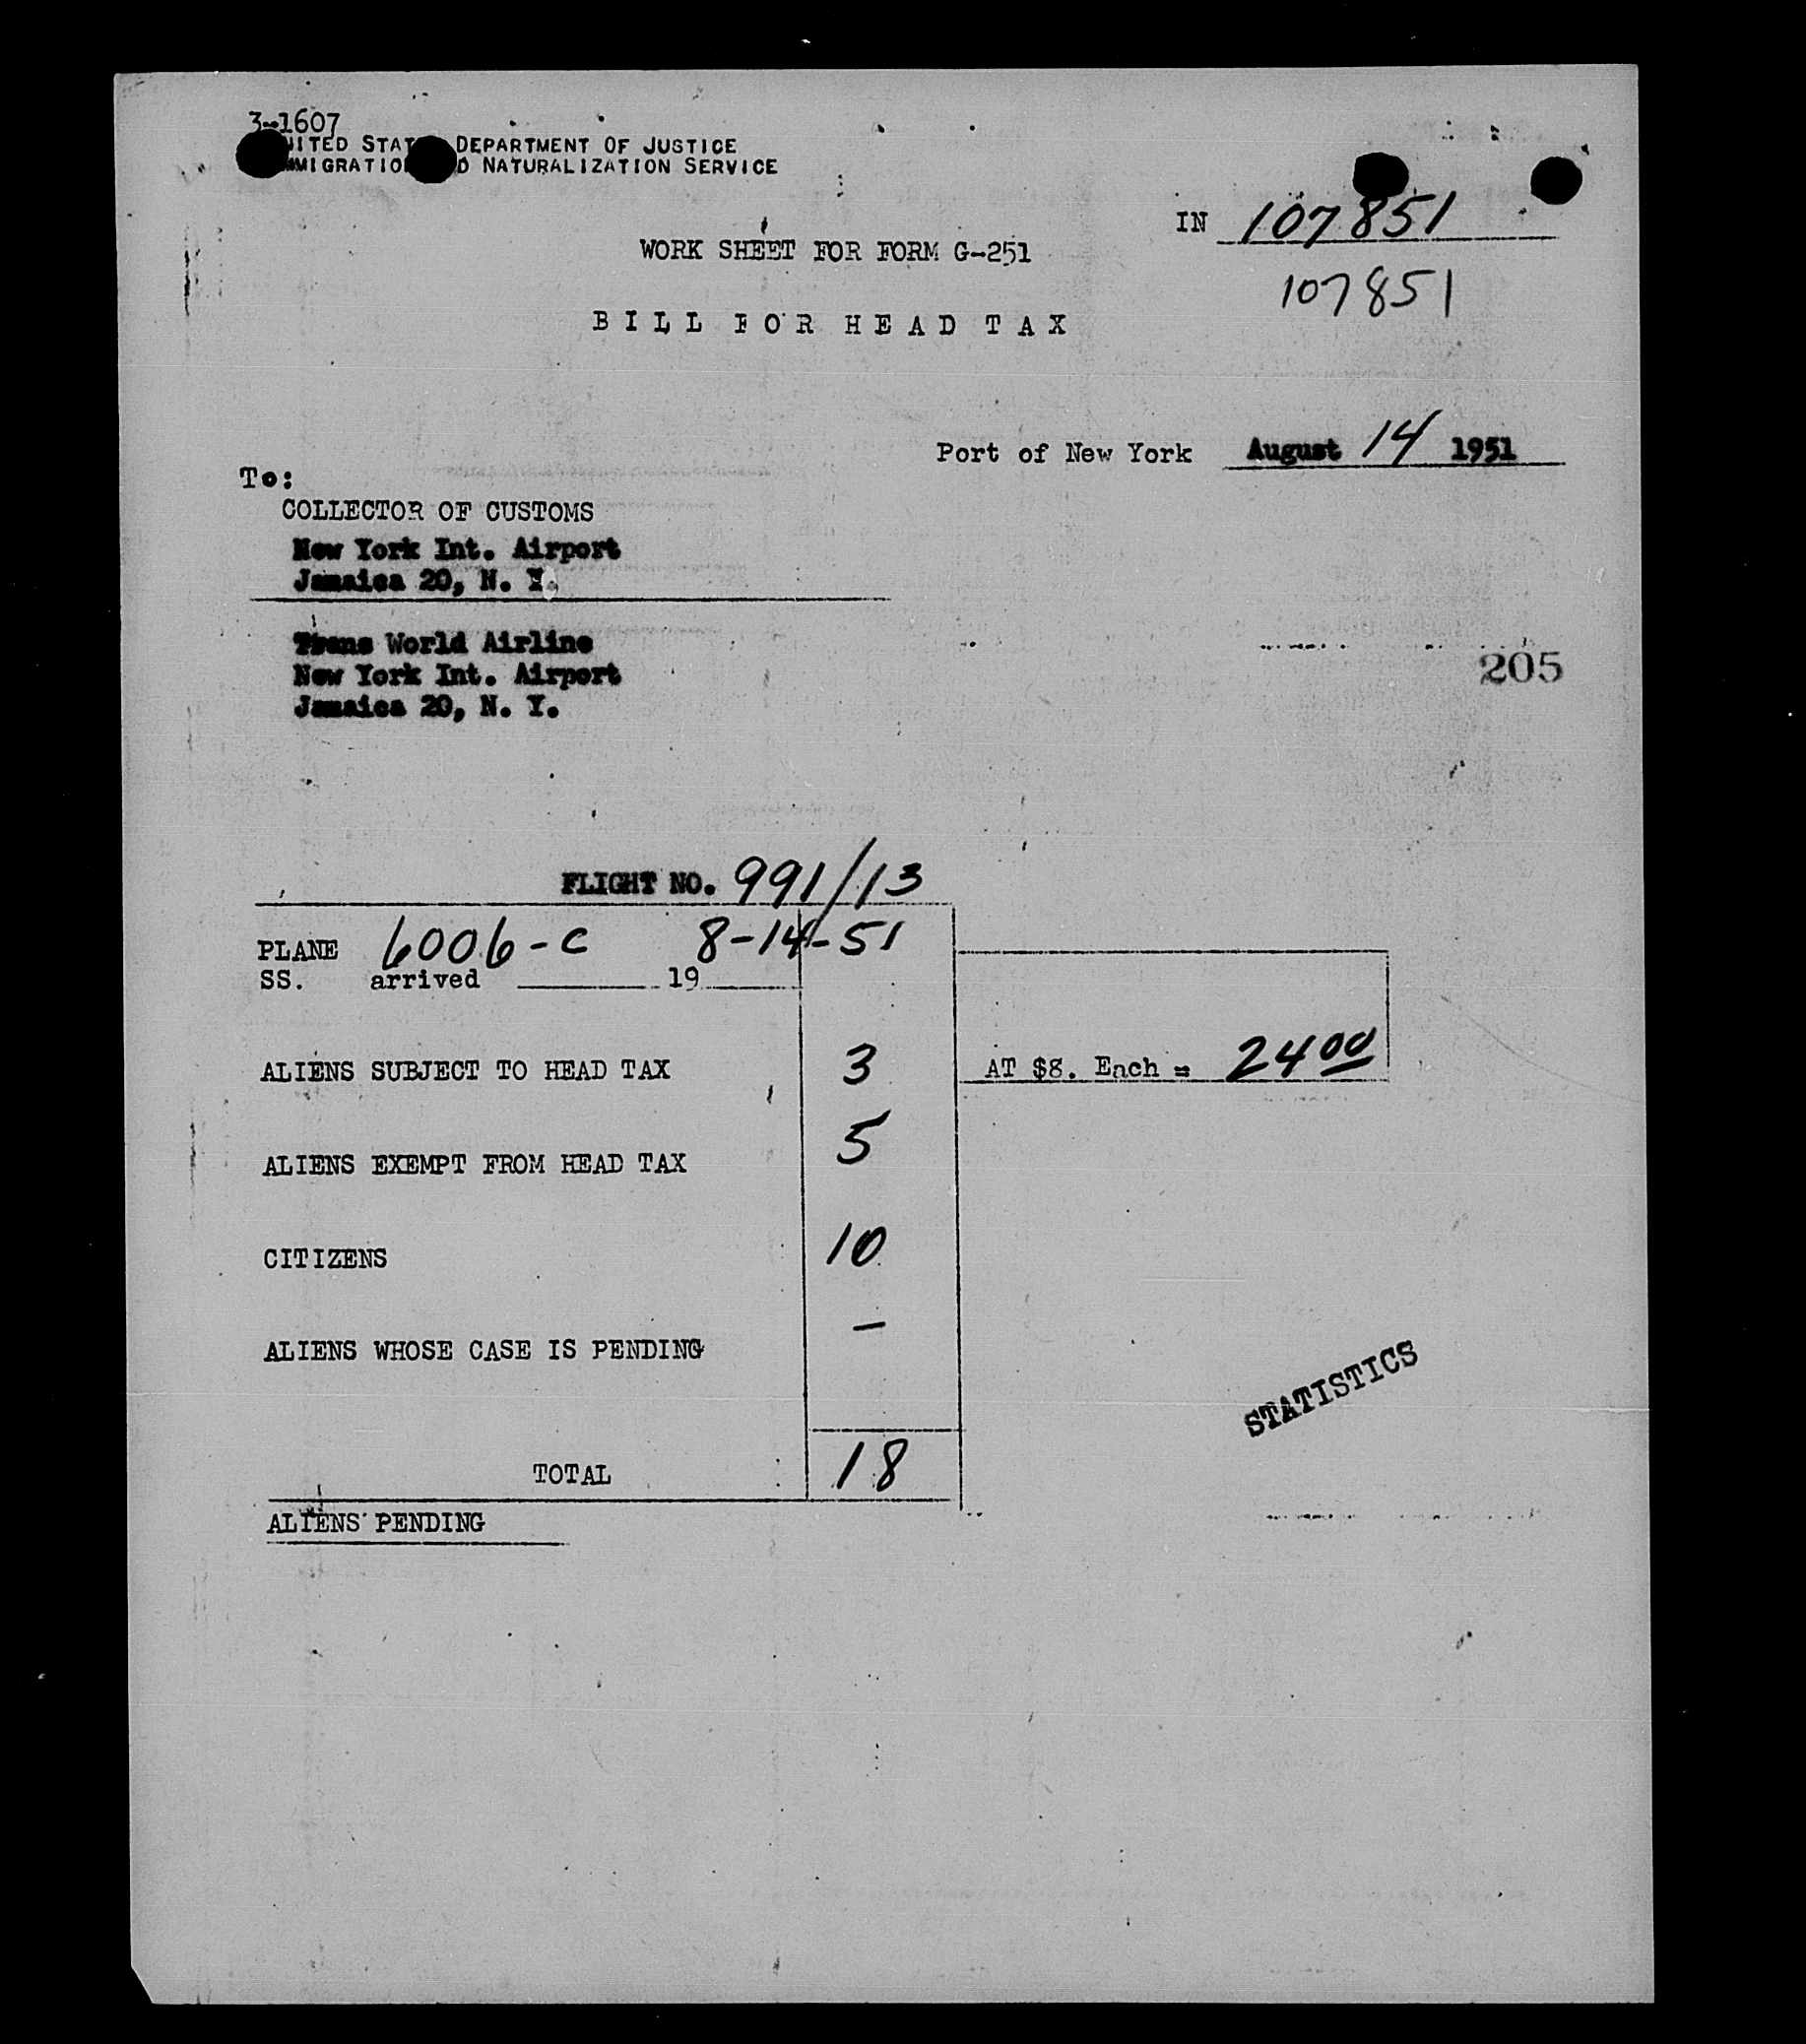 3-1607
UNITED STATES DEPARTMENT OF JUSTICE
IMMIGRATION AND NATURALIZATION SERVICE
IN 107851
WORK SHEET FOR FORM G-251
107851
BILL FOR HEAD TAX
Port of New York August 14 1951
To:
COLLECTOR OF CUSTOMS
New York Int. Airport
Jamaica 20, N. Y.
Trans World Airline
205
New York Int. Airport
Jamaica 20, N. Y.
FLIGHT NO. 991/13
PLANE 6006-C 8-14-51
SS. arrived 19
ALIENS SUBJECT TO HEAD TAX 3 AT $8. Each = 24 00
ALIENS EXEMPT FROM HEAD TAX 5
CITIZENS 10
ALIENS WHOSE CASE IS PENDING —
STATISTICS
TOTAL 18
ALIENS PENDING